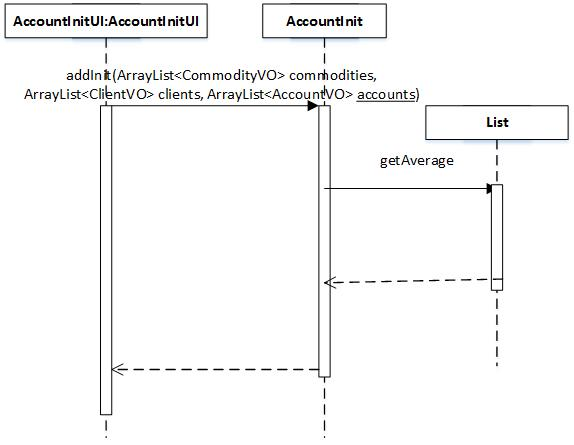 AccountInitUI:AccountInitUI
AccountInit
addInit(ArrayList<CommodityVO> commodities,
ArrayList<ClientVO> clients, ArrayList<AccountVO> accounts)
List
getAverage